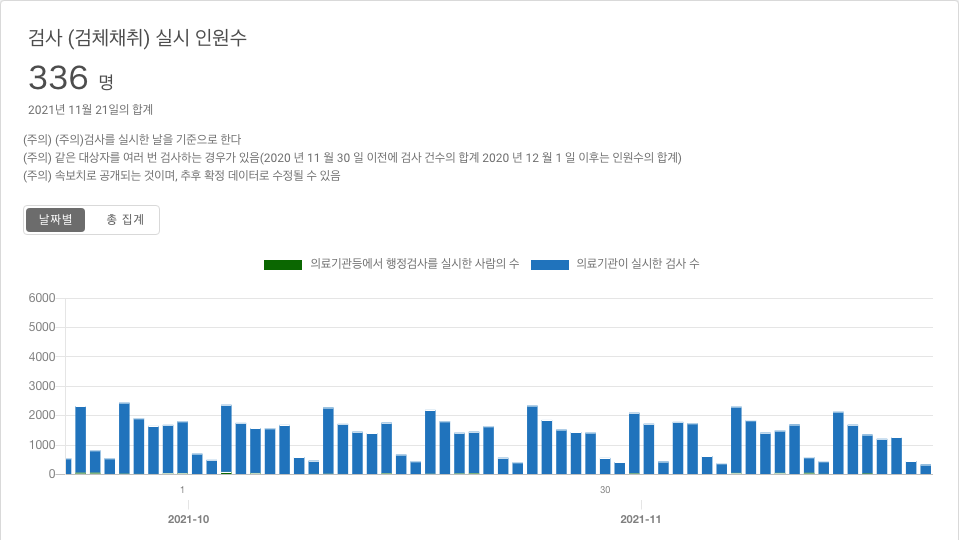 검사 (검체채취) 실시 인원수
336 명
2021년 11월 21일의 합계
(주의) (주의)검사를 실시한 날을 기준으로 한다
(주의) 같은 대상자를 여러 번 검사하는 경우가 있음(2020 년 11 월 30 일 이전에 검사 건수의 합계 2020 년 12 월 1 일 이후는 인원수의 합계)
(주의) 속보치로 공개되는 것이며, 추후 확정 데이터로 수정될 수 있음
날짜별 총 집계
의료기관등에서 행정검사를 실시한 사람의 수 의료기관이 실시한 검사 수
6000
5000
4000
3000
2000
1000
0
1 30
2021-10 2021-11